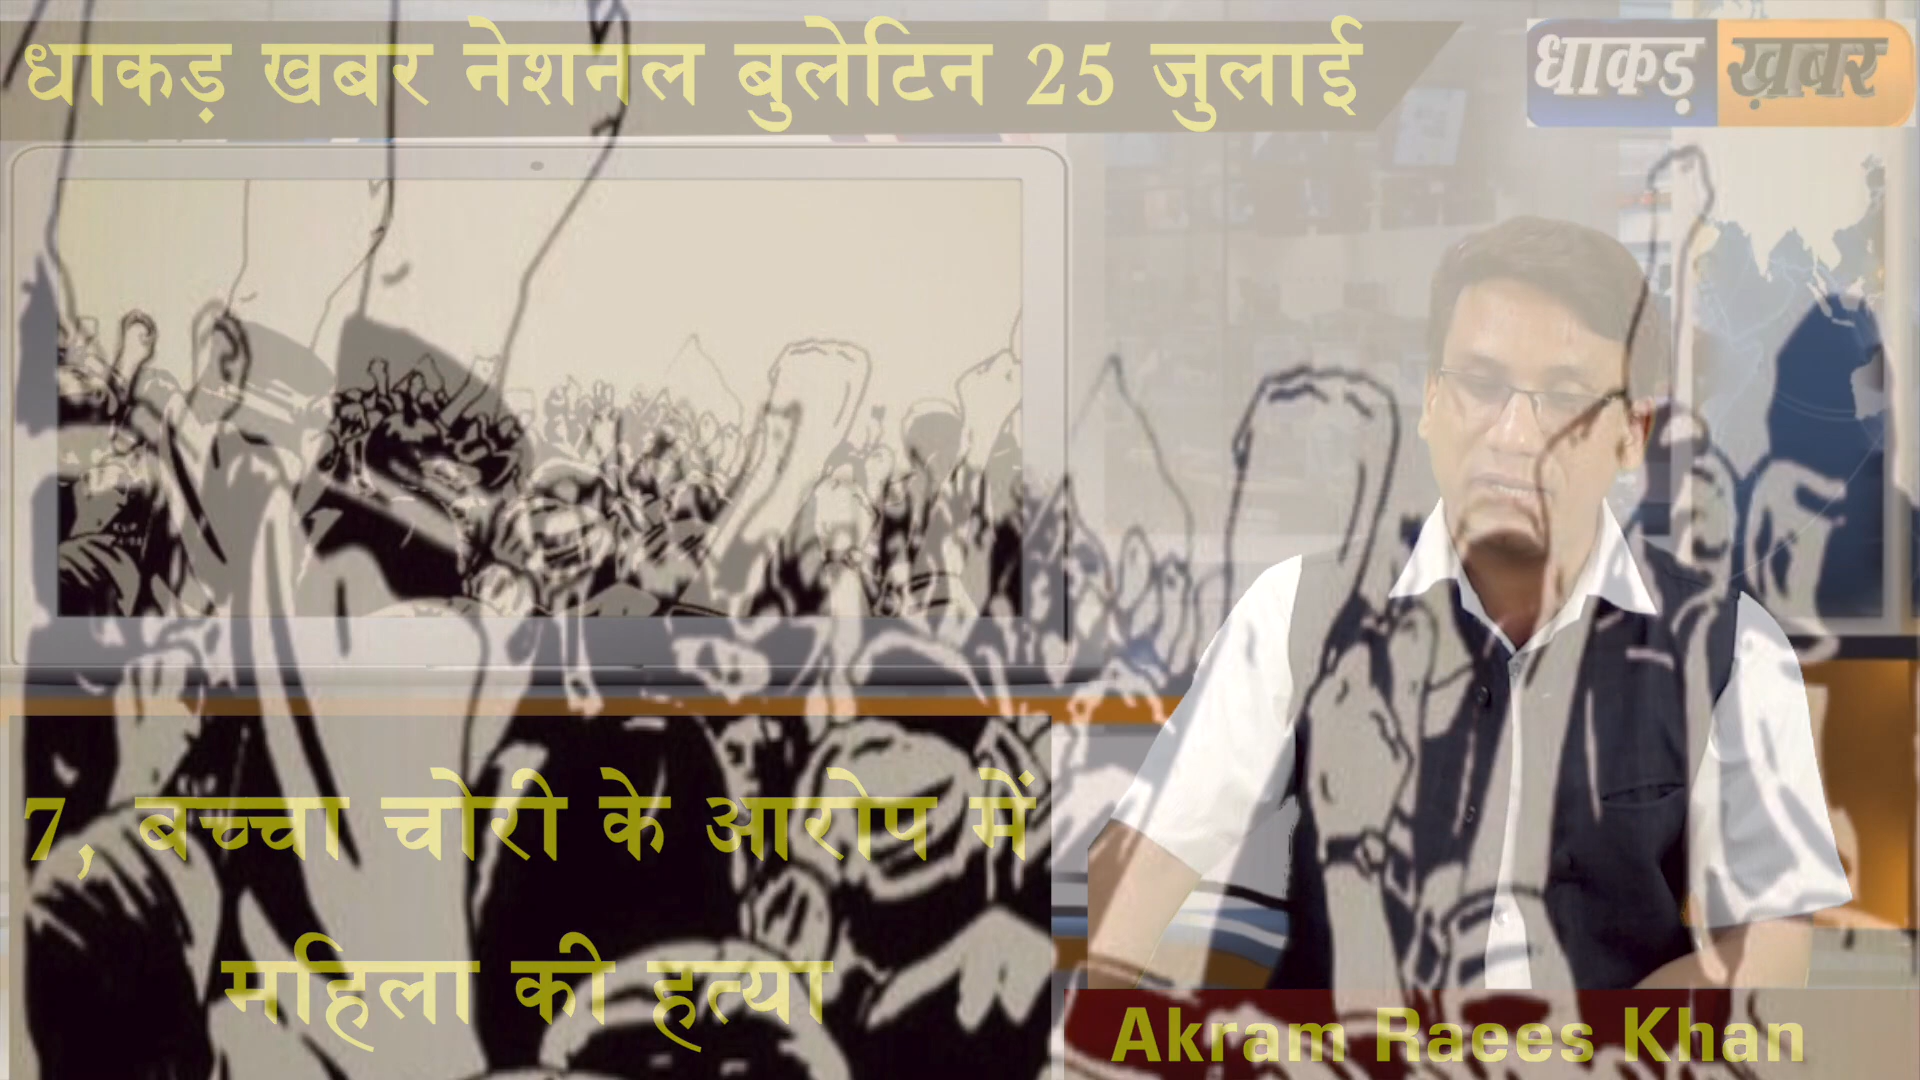 धाकड़ खबर नेशनल बुलेटिन 25 जुलाई
धाकड़ ख़बर
7, बच्चा चोरी के आरोप में
महिला की हत्या
Akram Raees Khan